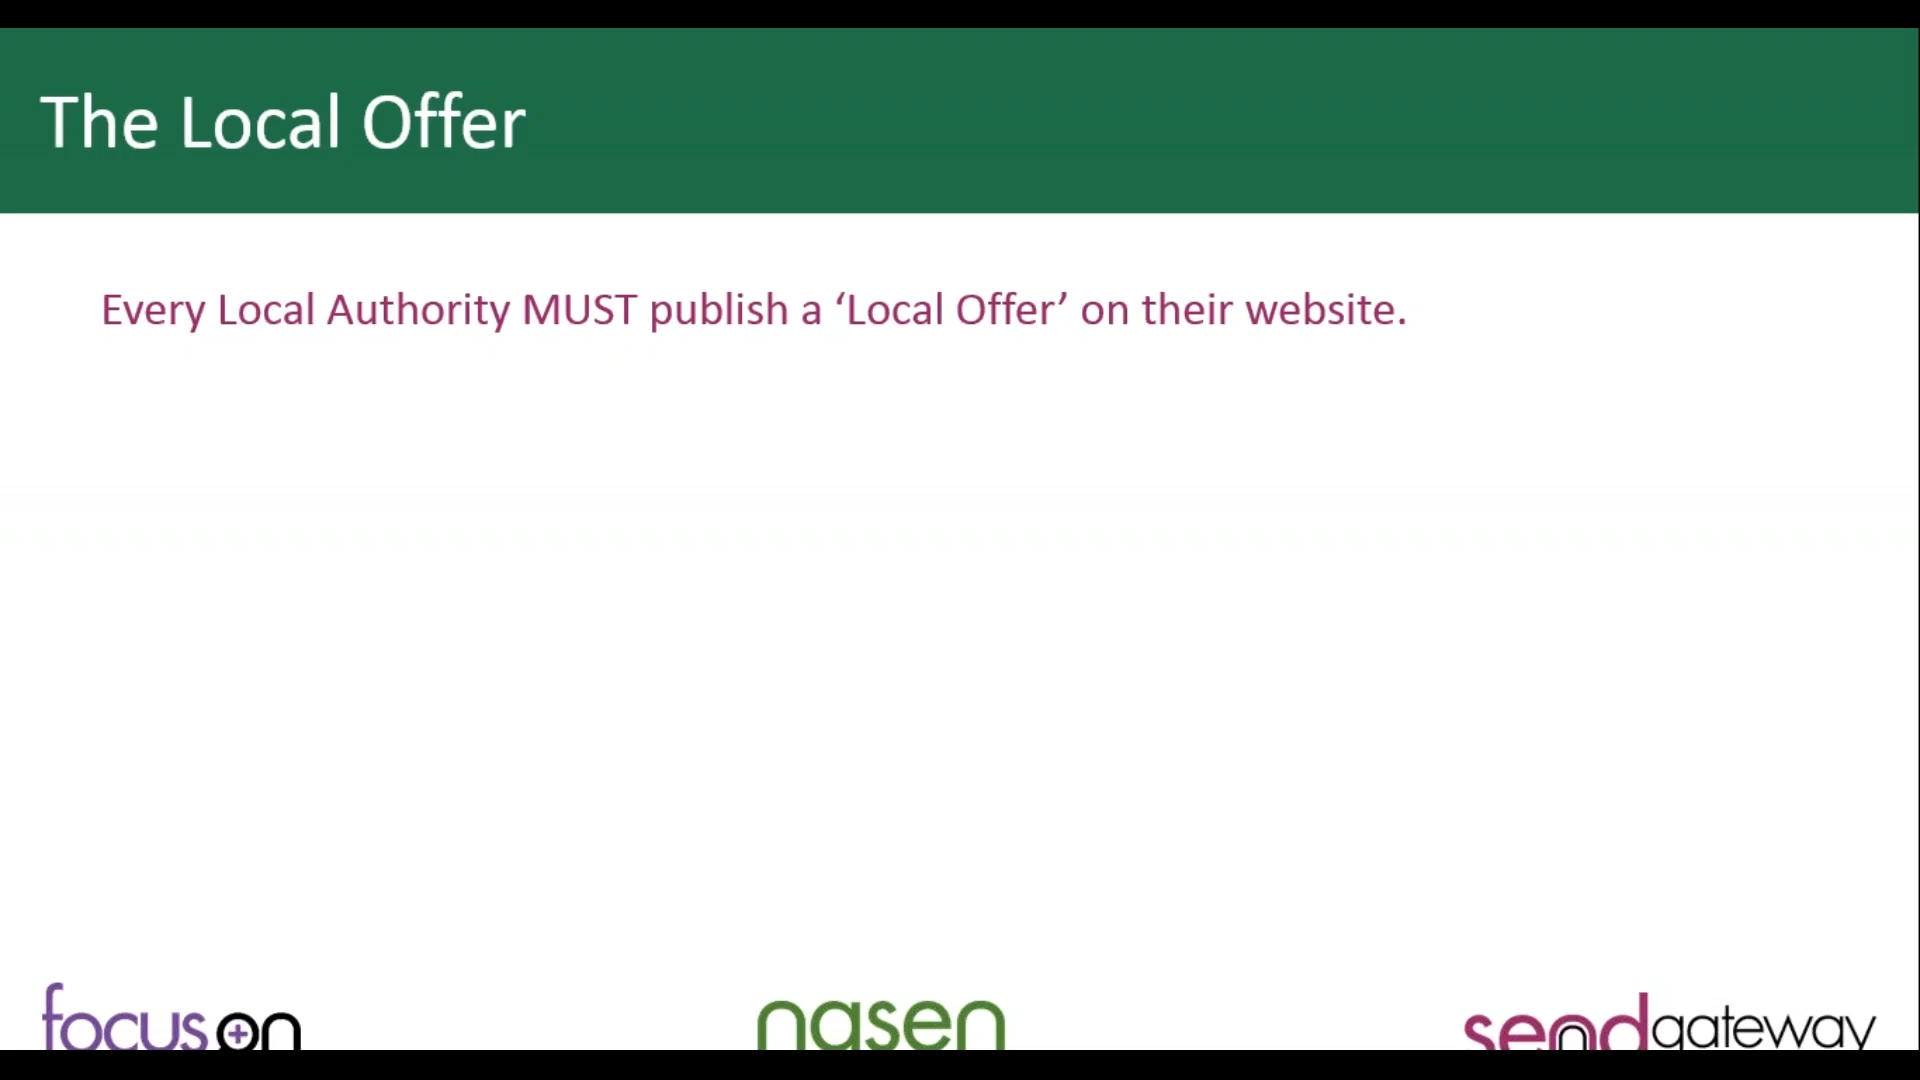 The Local Offer
Every Local Authority MUST publish a ‘Local Offer’ on their website.
focus on
nasen
sendgateway